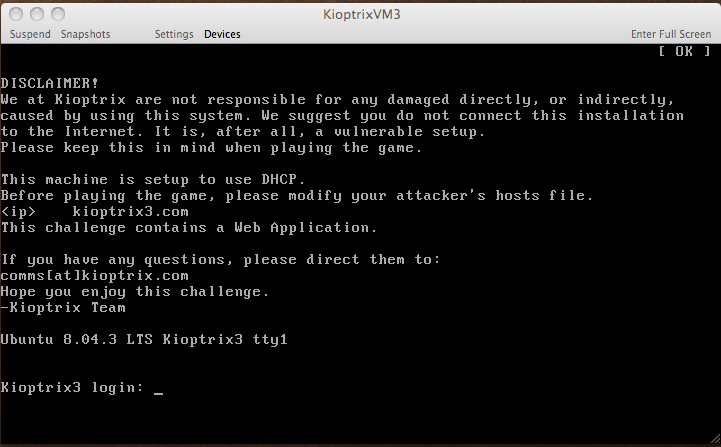 KioptrixVM3
Suspend Snapshots Settings Devices Enter Full Screen
[ OK ]
DISCLAIMER!
We at Kioptrix are not responsible for any damaged directly, or indirectly,
caused by using this system. We suggest you do not connect this installation
to the Internet. It is, after all, a vulnerable setup.
Please keep this in mind when playing the game.
This machine is setup to use DHCP.
Before playing the game, please modify your attacker's hosts file.
<ip>    kioptrix3.com
This challenge contains a Web Application.
If you have any questions, please direct them to:
comms[at]kioptrix.com
Hope you enjoy this challenge.
-Kioptrix Team
Ubuntu 8.04.3 LTS Kioptrix3 tty1
Kioptrix3 login: _